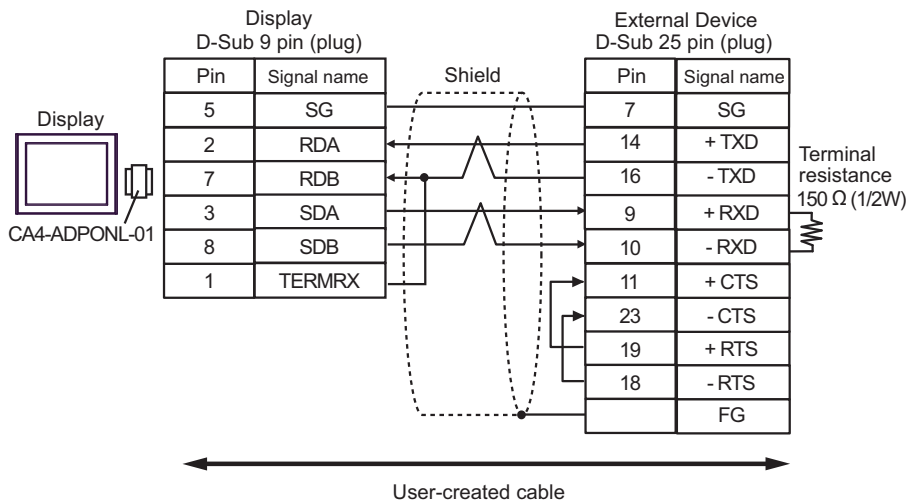 Display
D-Sub 9 pin (plug)
External Device
D-Sub 25 pin (plug)
Pin Signal name
Shield
Pin Signal name
5 SG
7 SG
Display
2 RDA
14 + TXD
7 RDB
16 - TXD
Terminal
resistance
150 Ω (1/2W)
3 SDA
9 + RXD
CA4-ADPONL-01
8 SDB
10 - RXD
1 TERMRX
11 + CTS
23 - CTS
19 + RTS
18 - RTS
FG
User-created cable